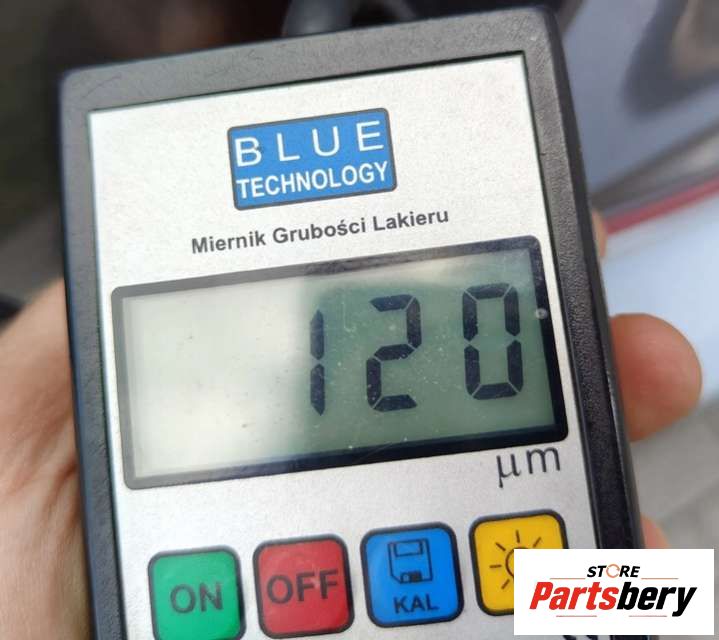 BLUE
TECHNOLOGY
Miernik Grubości Lakieru
120
μm
ON
OFF
KAL
STORE
Partsbery